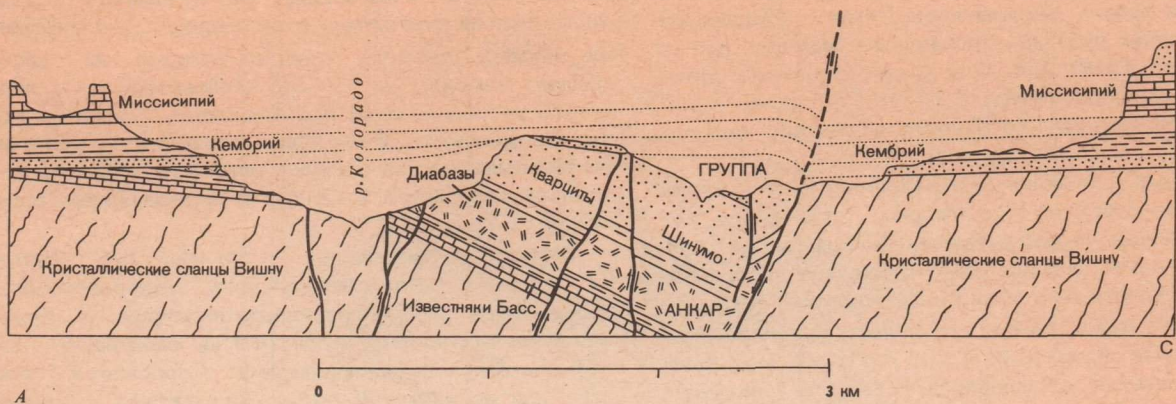 р. Колорадо
Миссисипий
Миссисипий
Кембрий
Кембрий
ГРУППА
Диабазы
Кварциты
Шинумо
Кристаллические сланцы Вишну
Кристаллические сланцы Вишну
Известняки Басс
АНКАР
С
А
0
3 км